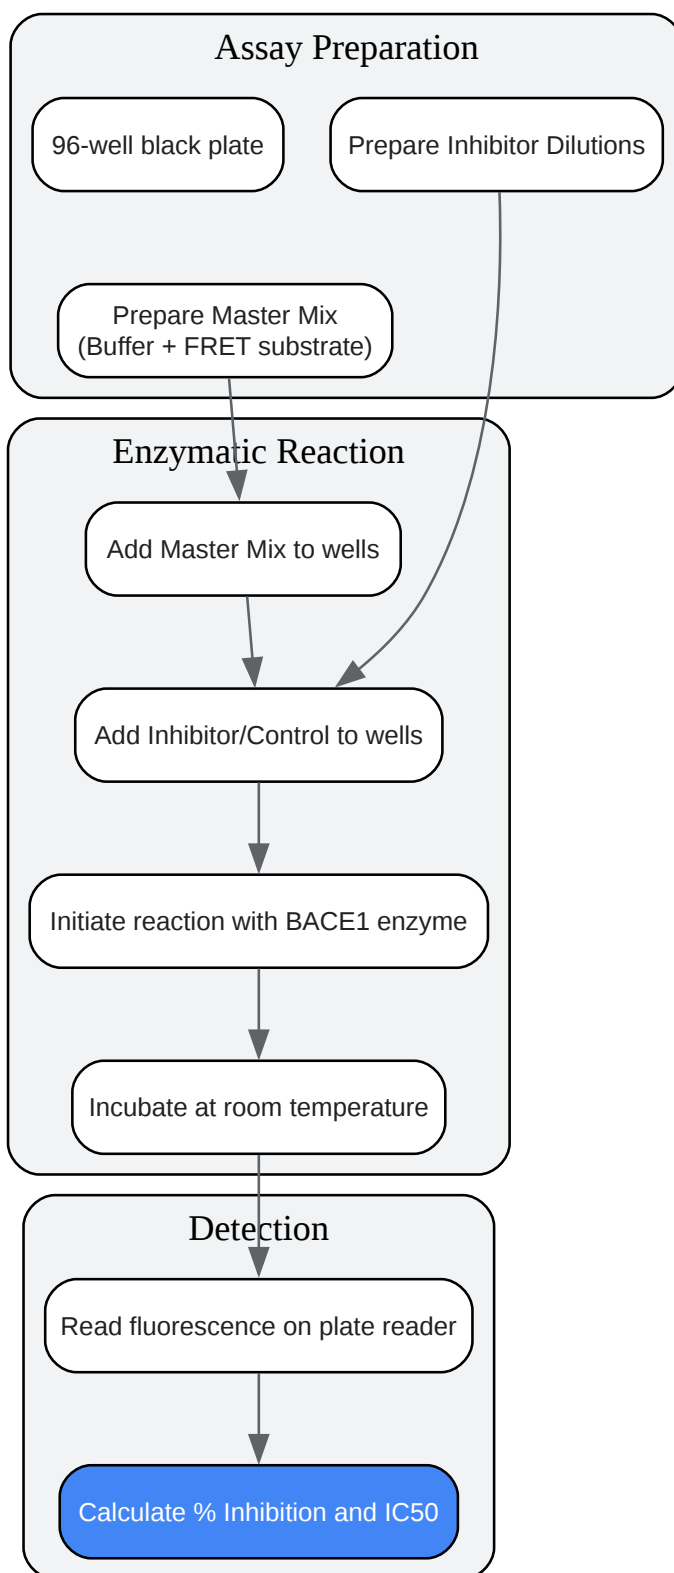 Assay Preparation
96-well black plate
Prepare Inhibitor Dilutions
Prepare Master Mix
(Buffer + FRET substrate)
Enzymatic Reaction
Add Master Mix to wells
Add Inhibitor/Control to wells
Initiate reaction with BACE1 enzyme
Incubate at room temperature
Detection
Read fluorescence on plate reader
Calculate % Inhibition and IC50